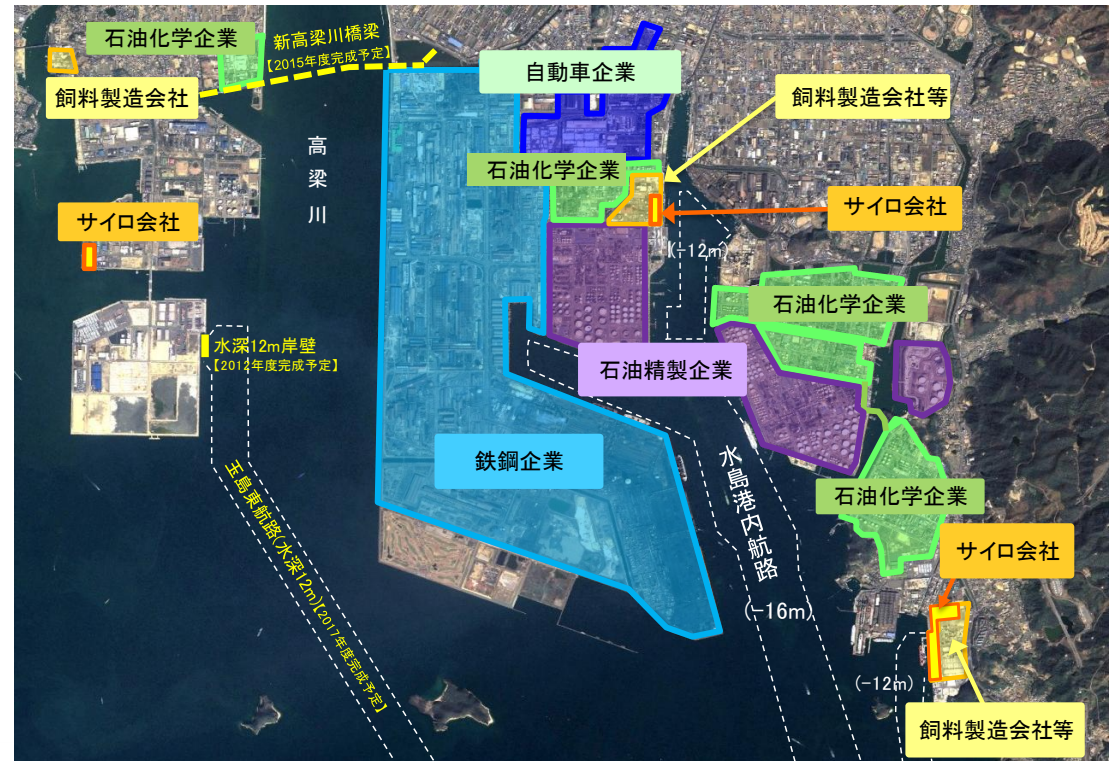 石油化学企業
新高梁川橋梁
【2015年度完成予定】
自動車企業
飼料製造会社
飼料製造会社等
高梁川
石油化学企業
サイロ会社
サイロ会社
(-12m)
石油化学企業
水深12m岸壁
【2012年度完成予定】
石油精製企業
鉄鋼企業
水島港内航路
(-16m)
玉島東航路(水深12m)【2017年度完成予定】
石油化学企業
サイロ会社
(-12m)
飼料製造会社等